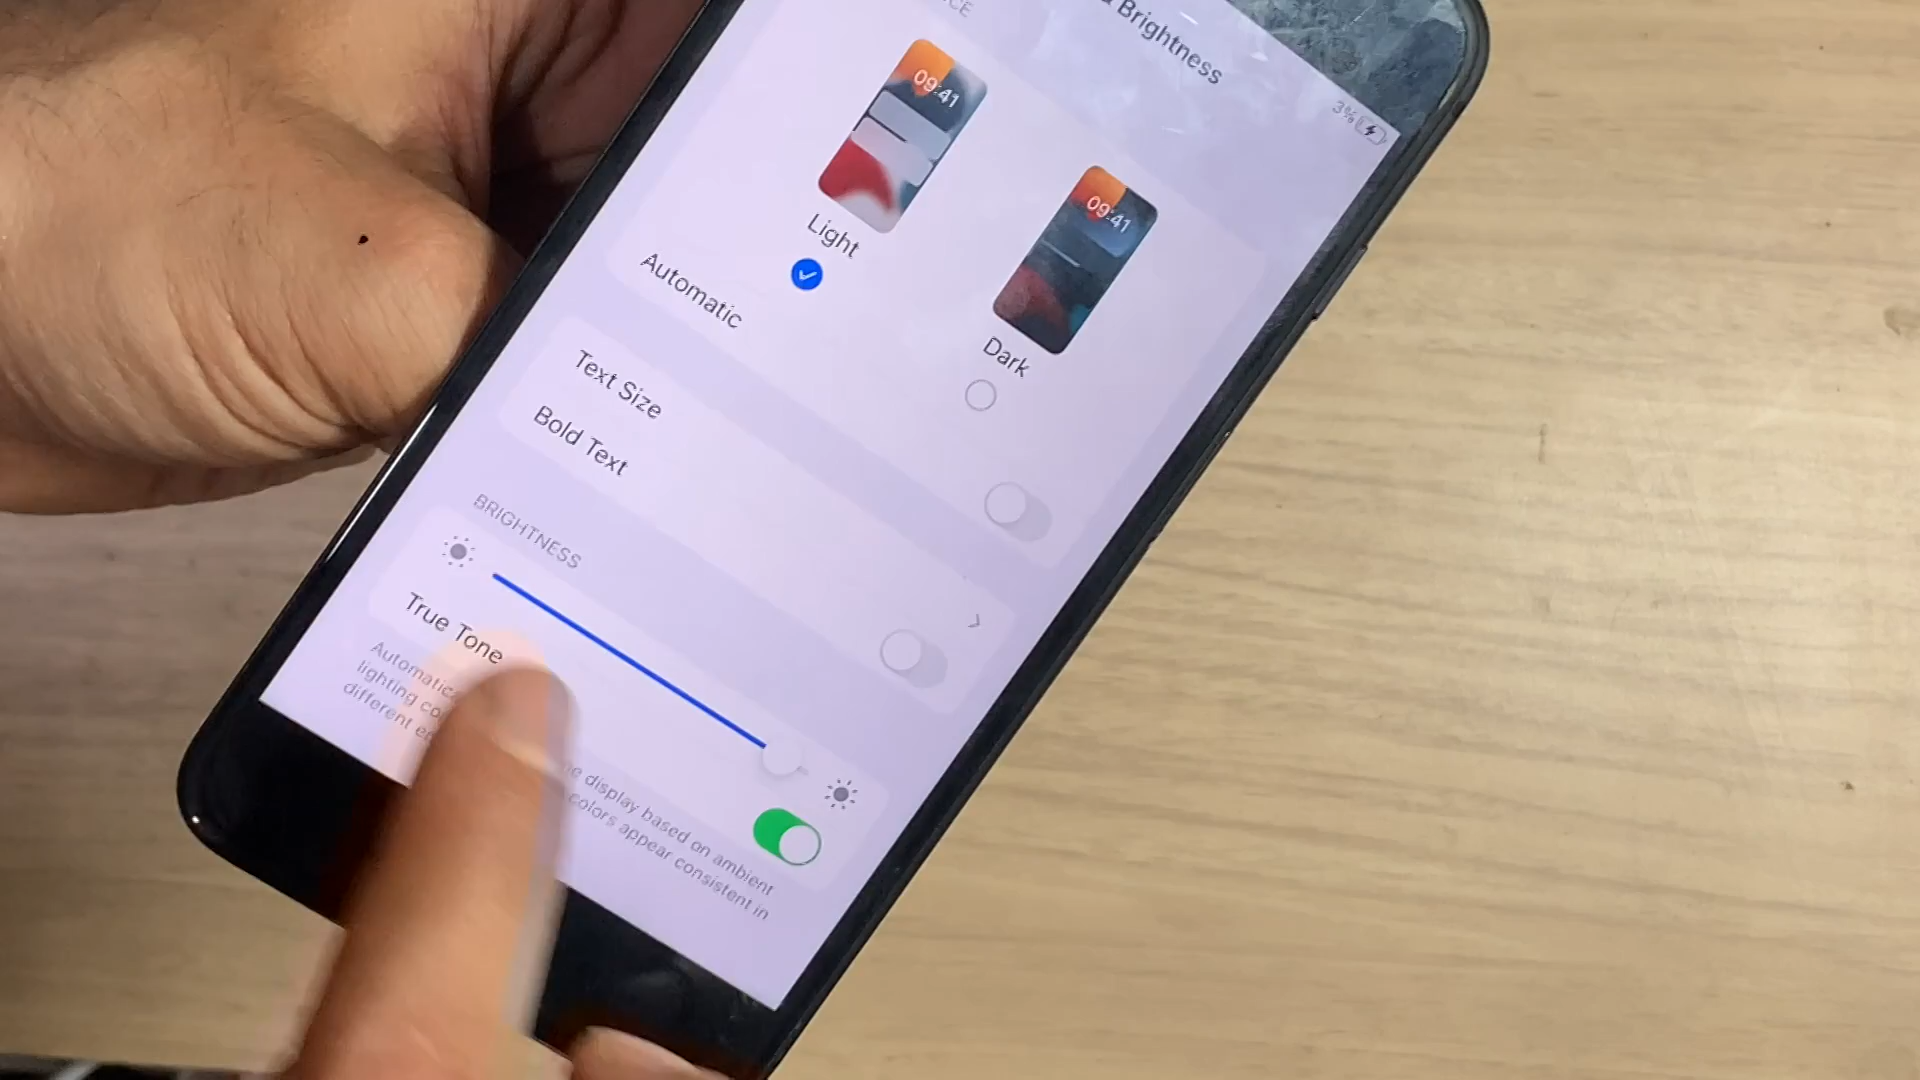 Brightness
3%
09:41
09:41
Light
Dark
Automatic
Text Size
Bold Text
BRIGHTNESS
True Tone
display based on ambient
lighting colors appear consistent in
different